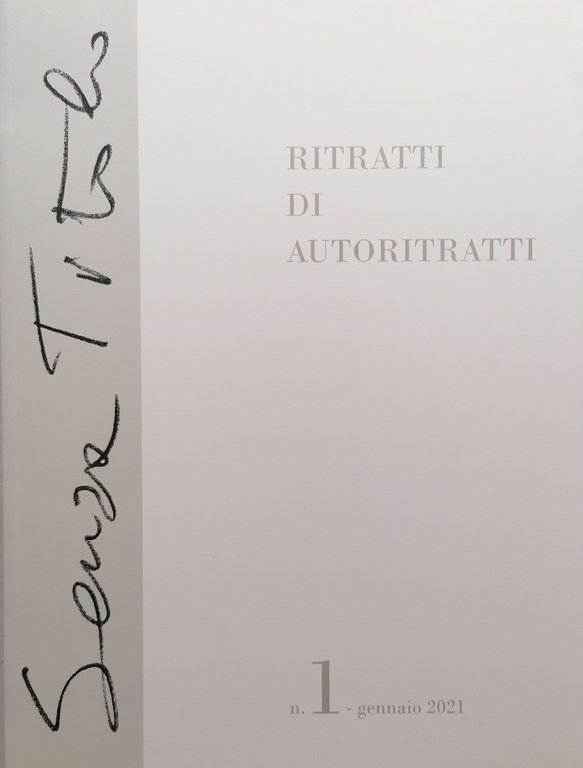 Senza Titolo
RITRATTI
DI
AUTORITRATTI
n. 1 - gennaio 2021